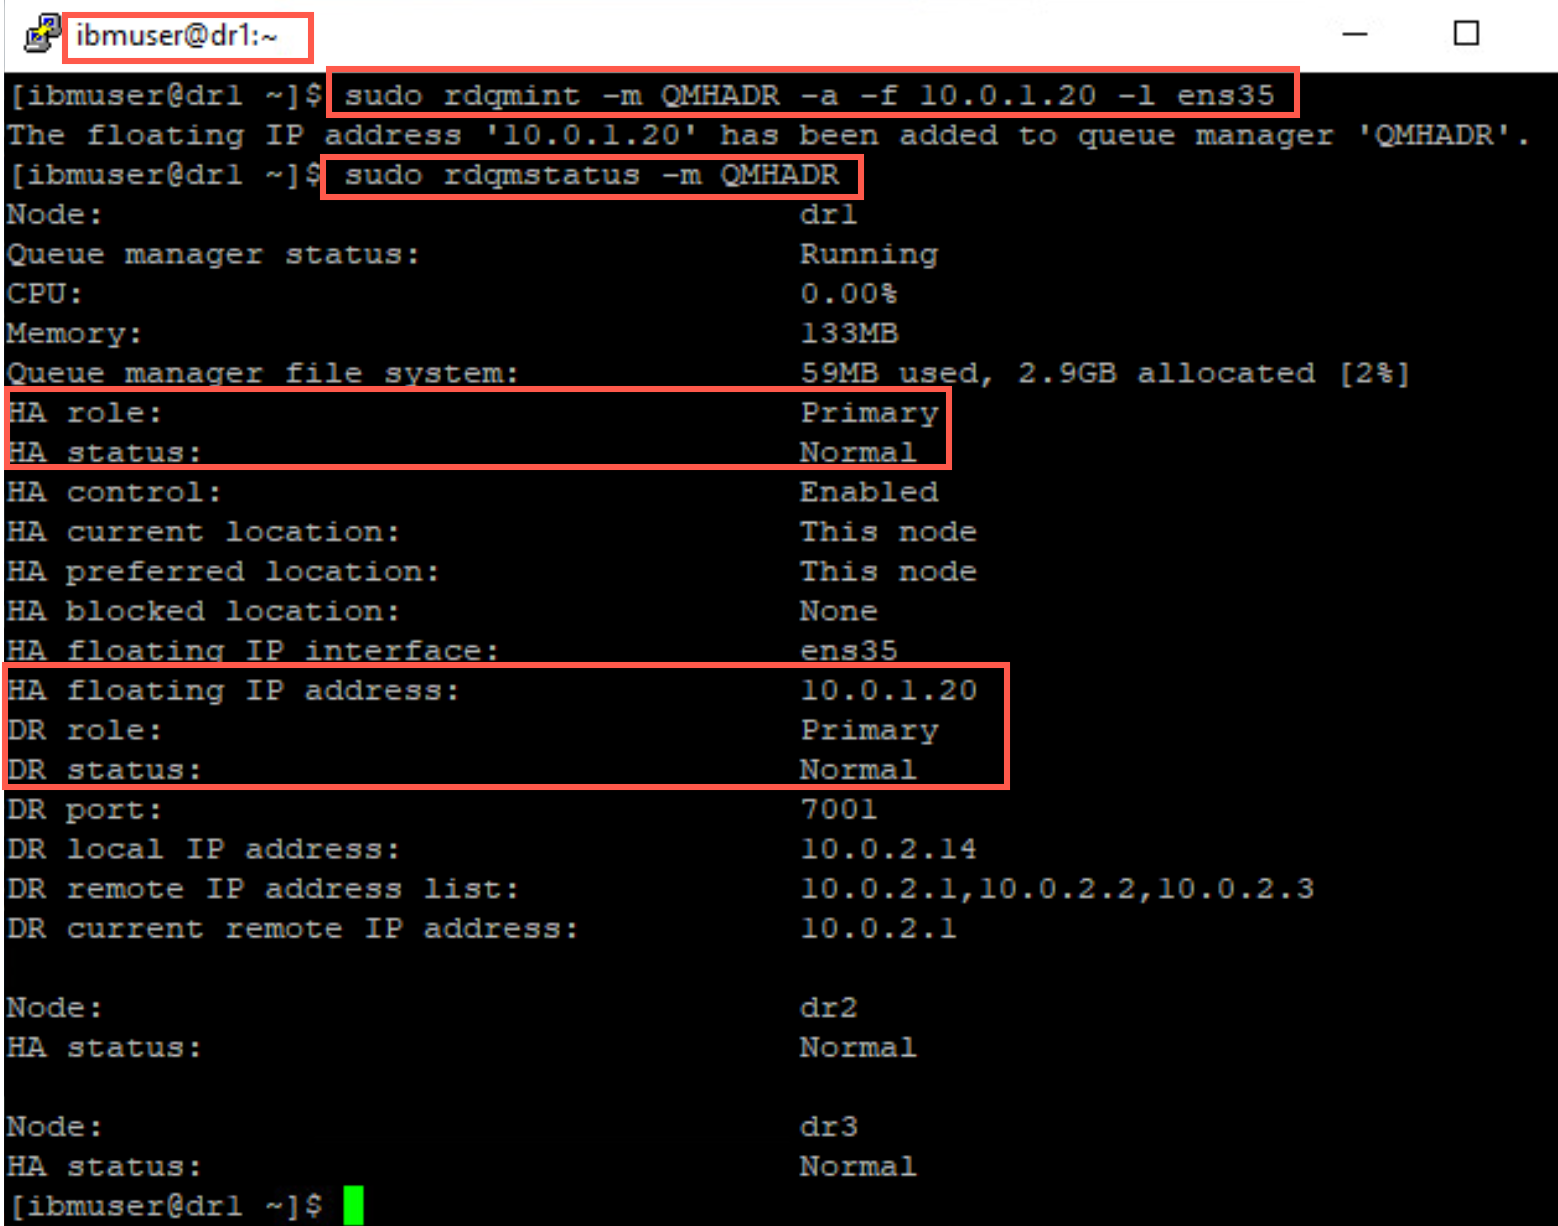 ibmuser@dr1:~
[ibmuser@dr1 ~]$ sudo rdqmint -m QMHADR -a -f 10.0.1.20 -l ens35
The floating IP address '10.0.1.20' has been added to queue manager 'QMHADR'.
[ibmuser@dr1 ~]$ sudo rdqmstatus -m QMHADR
Node: dr1
Queue manager status: Running
CPU: 0.00%
Memory: 133MB
Queue manager file system: 59MB used, 2.9GB allocated [2%]
HA role: Primary
HA status: Normal
HA control: Enabled
HA current location: This node
HA preferred location: This node
HA blocked location: None
HA floating IP interface: ens35
HA floating IP address: 10.0.1.20
DR role: Primary
DR status: Normal
DR port: 7001
DR local IP address: 10.0.2.14
DR remote IP address list: 10.0.2.1,10.0.2.2,10.0.2.3
DR current remote IP address: 10.0.2.1
Node: dr2
HA status: Normal
Node: dr3
HA status: Normal
[ibmuser@dr1 ~]$